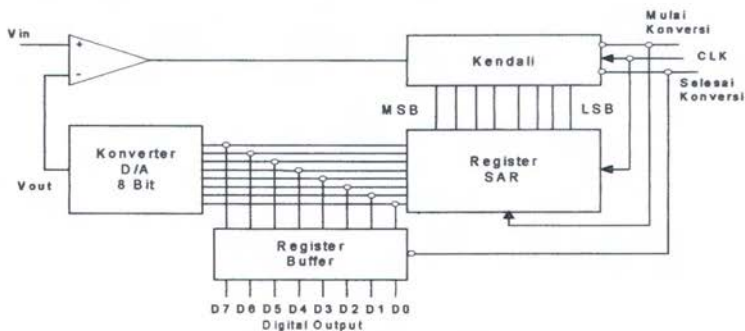 Mulai
Konversi
Vin
+
CLK
Kendali
-
Selesai
Konversi
MSB
LSB
Konverter
D/A
8 Bit
Register
SAR
Vout
Register
Buffer
D7 D6 D5 D4 D3 D2 D1 D0
Digital Output